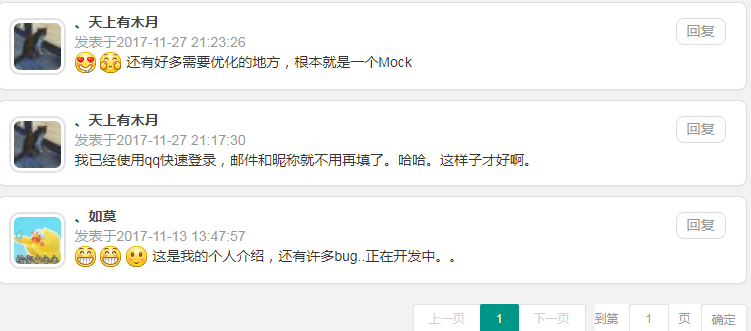 、天上有木月
回复
发表于2017-11-27 21:23:26
还有好多需要优化的地方，根本就是一个Mock
、天上有木月
回复
发表于2017-11-27 21:17:30
我已经使用qq快速登录，邮件和昵称就不用再填了。哈哈。这样子才好啊。
、如莫
回复
发表于2017-11-13 13:47:57
这是我的个人介绍，还有许多bug..正在开发中。。
上一页 1 下一页 到第 1 页 确定